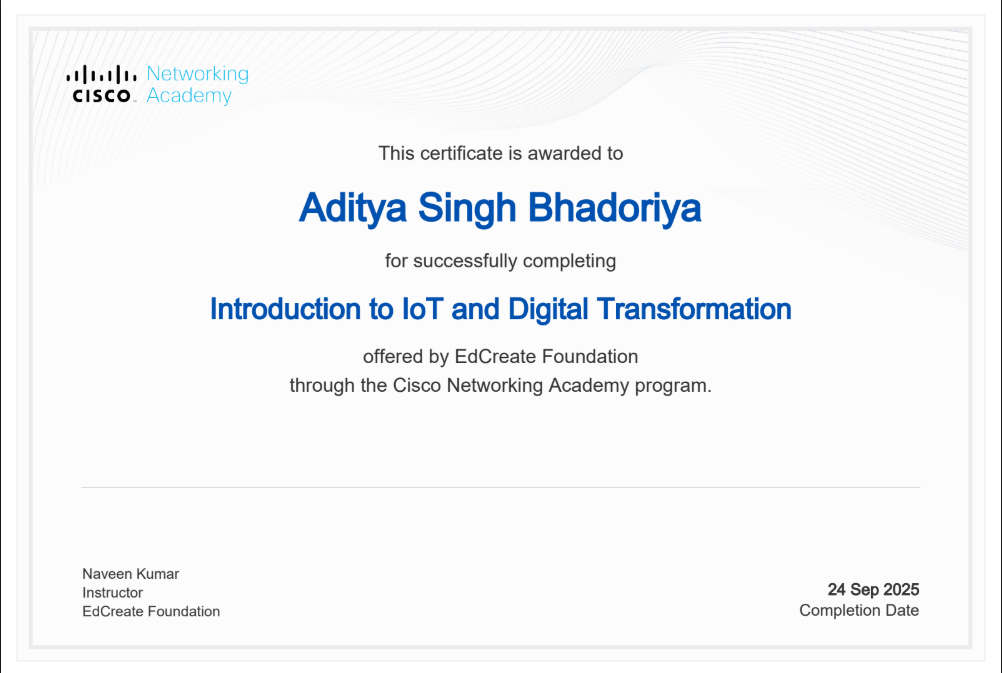 Networking
CISCO Academy
This certificate is awarded to
Aditya Singh Bhadoriya
for successfully completing
Introduction to IoT and Digital Transformation
offered by EdCreate Foundation
through the Cisco Networking Academy program.
Naveen Kumar
Instructor
EdCreate Foundation
24 Sep 2025
Completion Date